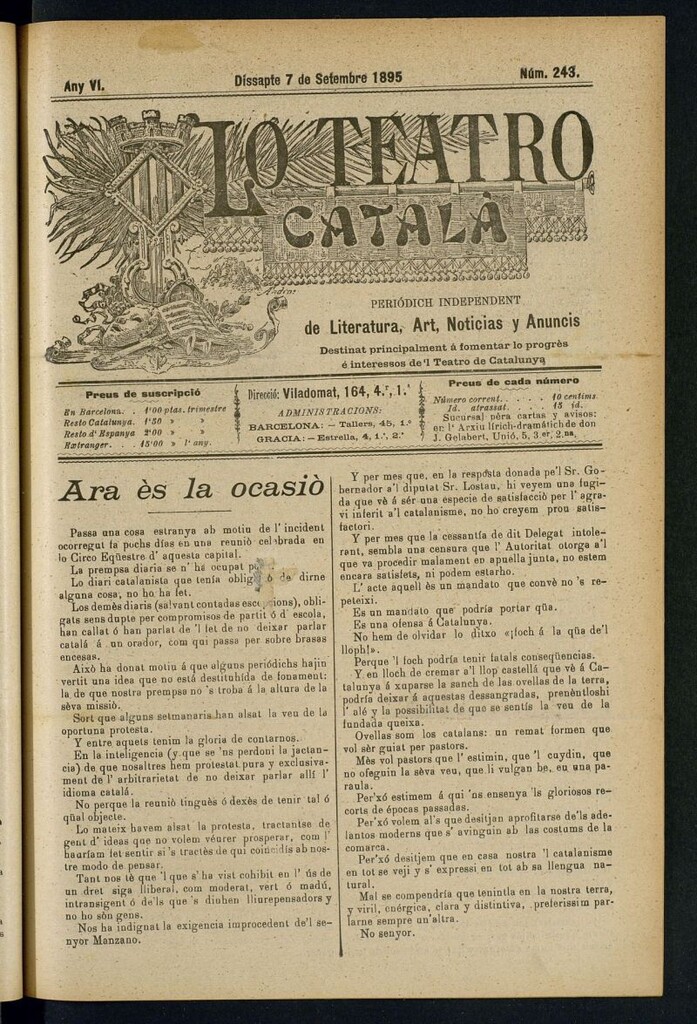 Any VI.
Dissapte 7 de Setembre 1895
Núm. 243.
LO TEATRO
CATALÀ
PERIÓDICH INDEPENDENT
de Literatura, Art, Noticias y Anuncis
Destinat principalment á fomentar lo progrès
é interessos de 'l Teatro de Catalunya
Preus de suscripció
En Barcelona. . 1'00 ptas. trimestre
Resto Catalunya. 1'50 » »
Resto d' Espanya 2'00 » »
Extranger. . . 15'00 » l' any.
Direcció: Viladomat, 164, 4.ª, 1.ª
ADMINISTRACIONS:
BARCELONA: — Tallers, 45, 1.º
GRACIA: — Estrella, 4, 1.º, 2.ª
Preus de cada número
Número corrent. . . . . 10 centims.
Id. atrassat. . . . . 15 id.
Sucursal pera cartas y avisos:
en l' Arxiu lírich-dramátich de don
J. Gelabert, Unió, 5, 3.er, 2.na.
Ara ès la ocasiò
Passa una cosa estranya ab motiu de l' incident
ocorregut fa puchs días en una reunió celebrada en
lo Circo Eqüestre d' aquesta capital.
La prempsa diaria se n' ha ocupat
Lo diari catalanista que tenía de dirne
alguna cosa, no ho ha fet.
Los demès diaris (salvant contadas ), obli-
gats sens dupte per compromisos de partit ó d' escola,
han callat ó han parlat de 'l fet de no deixar parlar
catalá á un orador, com qui passa per sobre brasas
encesas.
Això ha donat motiu á que alguns periódichs hajin
vertit una idea que no está destituhída de fonament:
la de que nostra prempsa no 's troba á la altura de la
sèva missió.
Sort que alguns setmanaris han alsat la veu de la
oportuna protesta.
Y entre aquets tenim la gloria de contarnos.
En la inteligencia (y que se 'ns perdoni la jactan-
cia) de que nosaltres hem protestat pura y exclusiva-
ment de l' arbitrarietat de no deixar parlar allí l'
idioma catalá.
No perque la reunió tinguès ó dexès de tenir tal ó
qüal objecte.
Lo mateix havem alsat la protesta, tractantse de
gent d' ideas que no volem véurer prosperar, com l'
hauríam fet sentir si 's tractès de qui coincidís ab nos-
tre modo de pensar.
Tant nos tè que 'l que s' ha vist cohibit en l' ús de
un dret siga lliberal, com moderat, vert ó madú,
intransigent ó de'ls que 's diuhen lliurepensadors y
no ho són gens.
Nos ha indignat la exigencia improcedent de'l se-
nyor Manzano.
Y per mes que, en la respòsta donada pe'l Sr. Go-
bernador a'l diputat Sr. Lostau, hi veyem una fugi-
da que vè á sér una especie de satisfacció per l' agra-
vi inferit a'l catalanisme, no ho creyem prou satis-
factori.
Y per mes que la cessantía de dit Delegat intole-
rant, sembla una censura que l' Autoritat otorga a'l
que va procedir malament en aquella junta, no estem
encara satisfets, ni podem estarho.
L' acte aquell ès un mandato que convè no 's re-
peteixi.
Es un mandato que podría portar qüa.
Es una ofensa á Catalunya.
No hem de olvidar lo ditxo «¡foch á la qüa de'l
lloph!».
Perque 'l foch podría tenir fatals conseqüencias.
Y en lloch de cremar a'l llop castellá que vè á Ca-
talunya á xuparse la sanch de las ovellas de la terra,
podría deixar á aquestas dessangradas, prenèntloshi
l' alé y la possibilitat de que se sentís la veu de la
fundada queixa.
Ovellas som los catalans: un remat formen que
vol sèr guiat per pastors.
Mès vol pastors que l' estimin, que 'l cuydin, que
no ofeguin la sèva veu, que li vulgan be, en una pa-
raula.
Per'xó estimem á qui 'ns ensenya 'ls gloriosos re-
corts de épocas passadas.
Per'xó volem a'ls que desitjan aprofitarse de'ls ade-
lantos moderns que s' avinguin ab las costums de la
comarca.
Per'xó desitjem que en casa nostra 'l catalanisme
en tot se veji y s' expressi en tot ab sa llengua na-
tural.
Mal se compendría que tenintla en la nostra terra,
y viril, enérgica, clara y distintiva, preferissim par-
larne sempre un'altra.
No senyor.